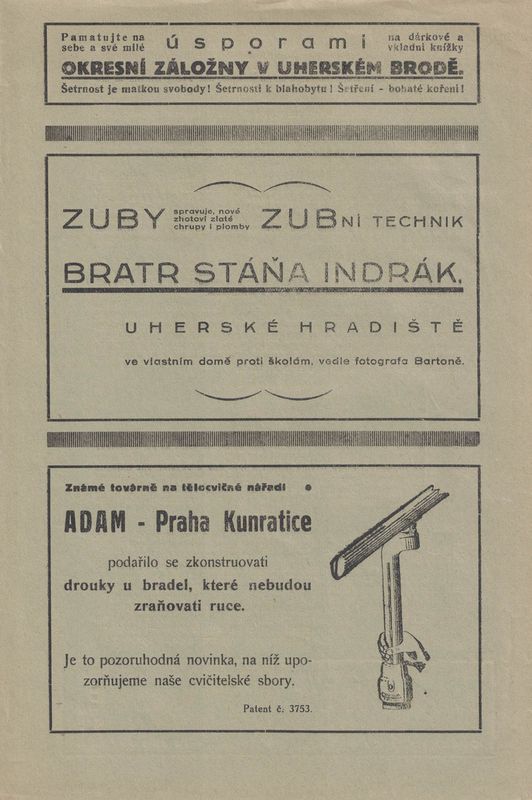 Pamatujte na
sebe a své milé
úsporami
na dárkové a
vkladní knížky
OKRESNÍ ZÁLOŽNY V UHERSKÉM BRODĚ.
Šetrnost je matkou svobody! Šetrností k blahobytu! Šetření - bohaté koření!
ZUBY spravuje, nové
zhotoví zlaté
chrupy i plomby
ZUBNÍ TECHNIK
BRATR STÁŇA INDRÁK,
UHERSKÉ HRADIŠTĚ
ve vlastním domě proti školám, vedle fotografa Bartoně.
Známé továrně na tělocvičné nářadí
ADAM - Praha Kunratice
podařilo se zkonstruovati
drouky u bradel, které nebudou
zraňovati ruce.
Je to pozoruhodná novinka, na níž upo-
zorňujeme naše cvičitelské sbory.
Patent č. 3753.